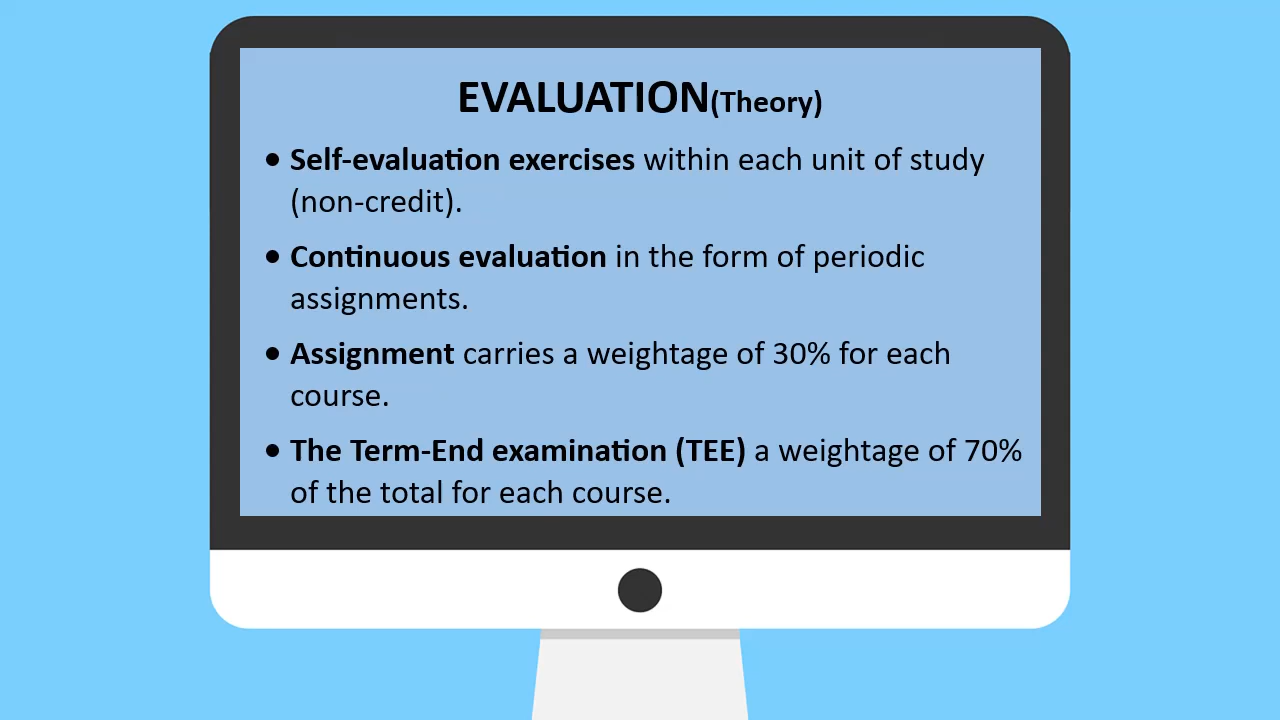 EVALUATION(Theory)
• Self-evaluation exercises within each unit of study
(non-credit).
• Continuous evaluation in the form of periodic
assignments.
• Assignment carries a weightage of 30% for each
course.
• The Term-End examination (TEE) a weightage of 70%
of the total for each course.